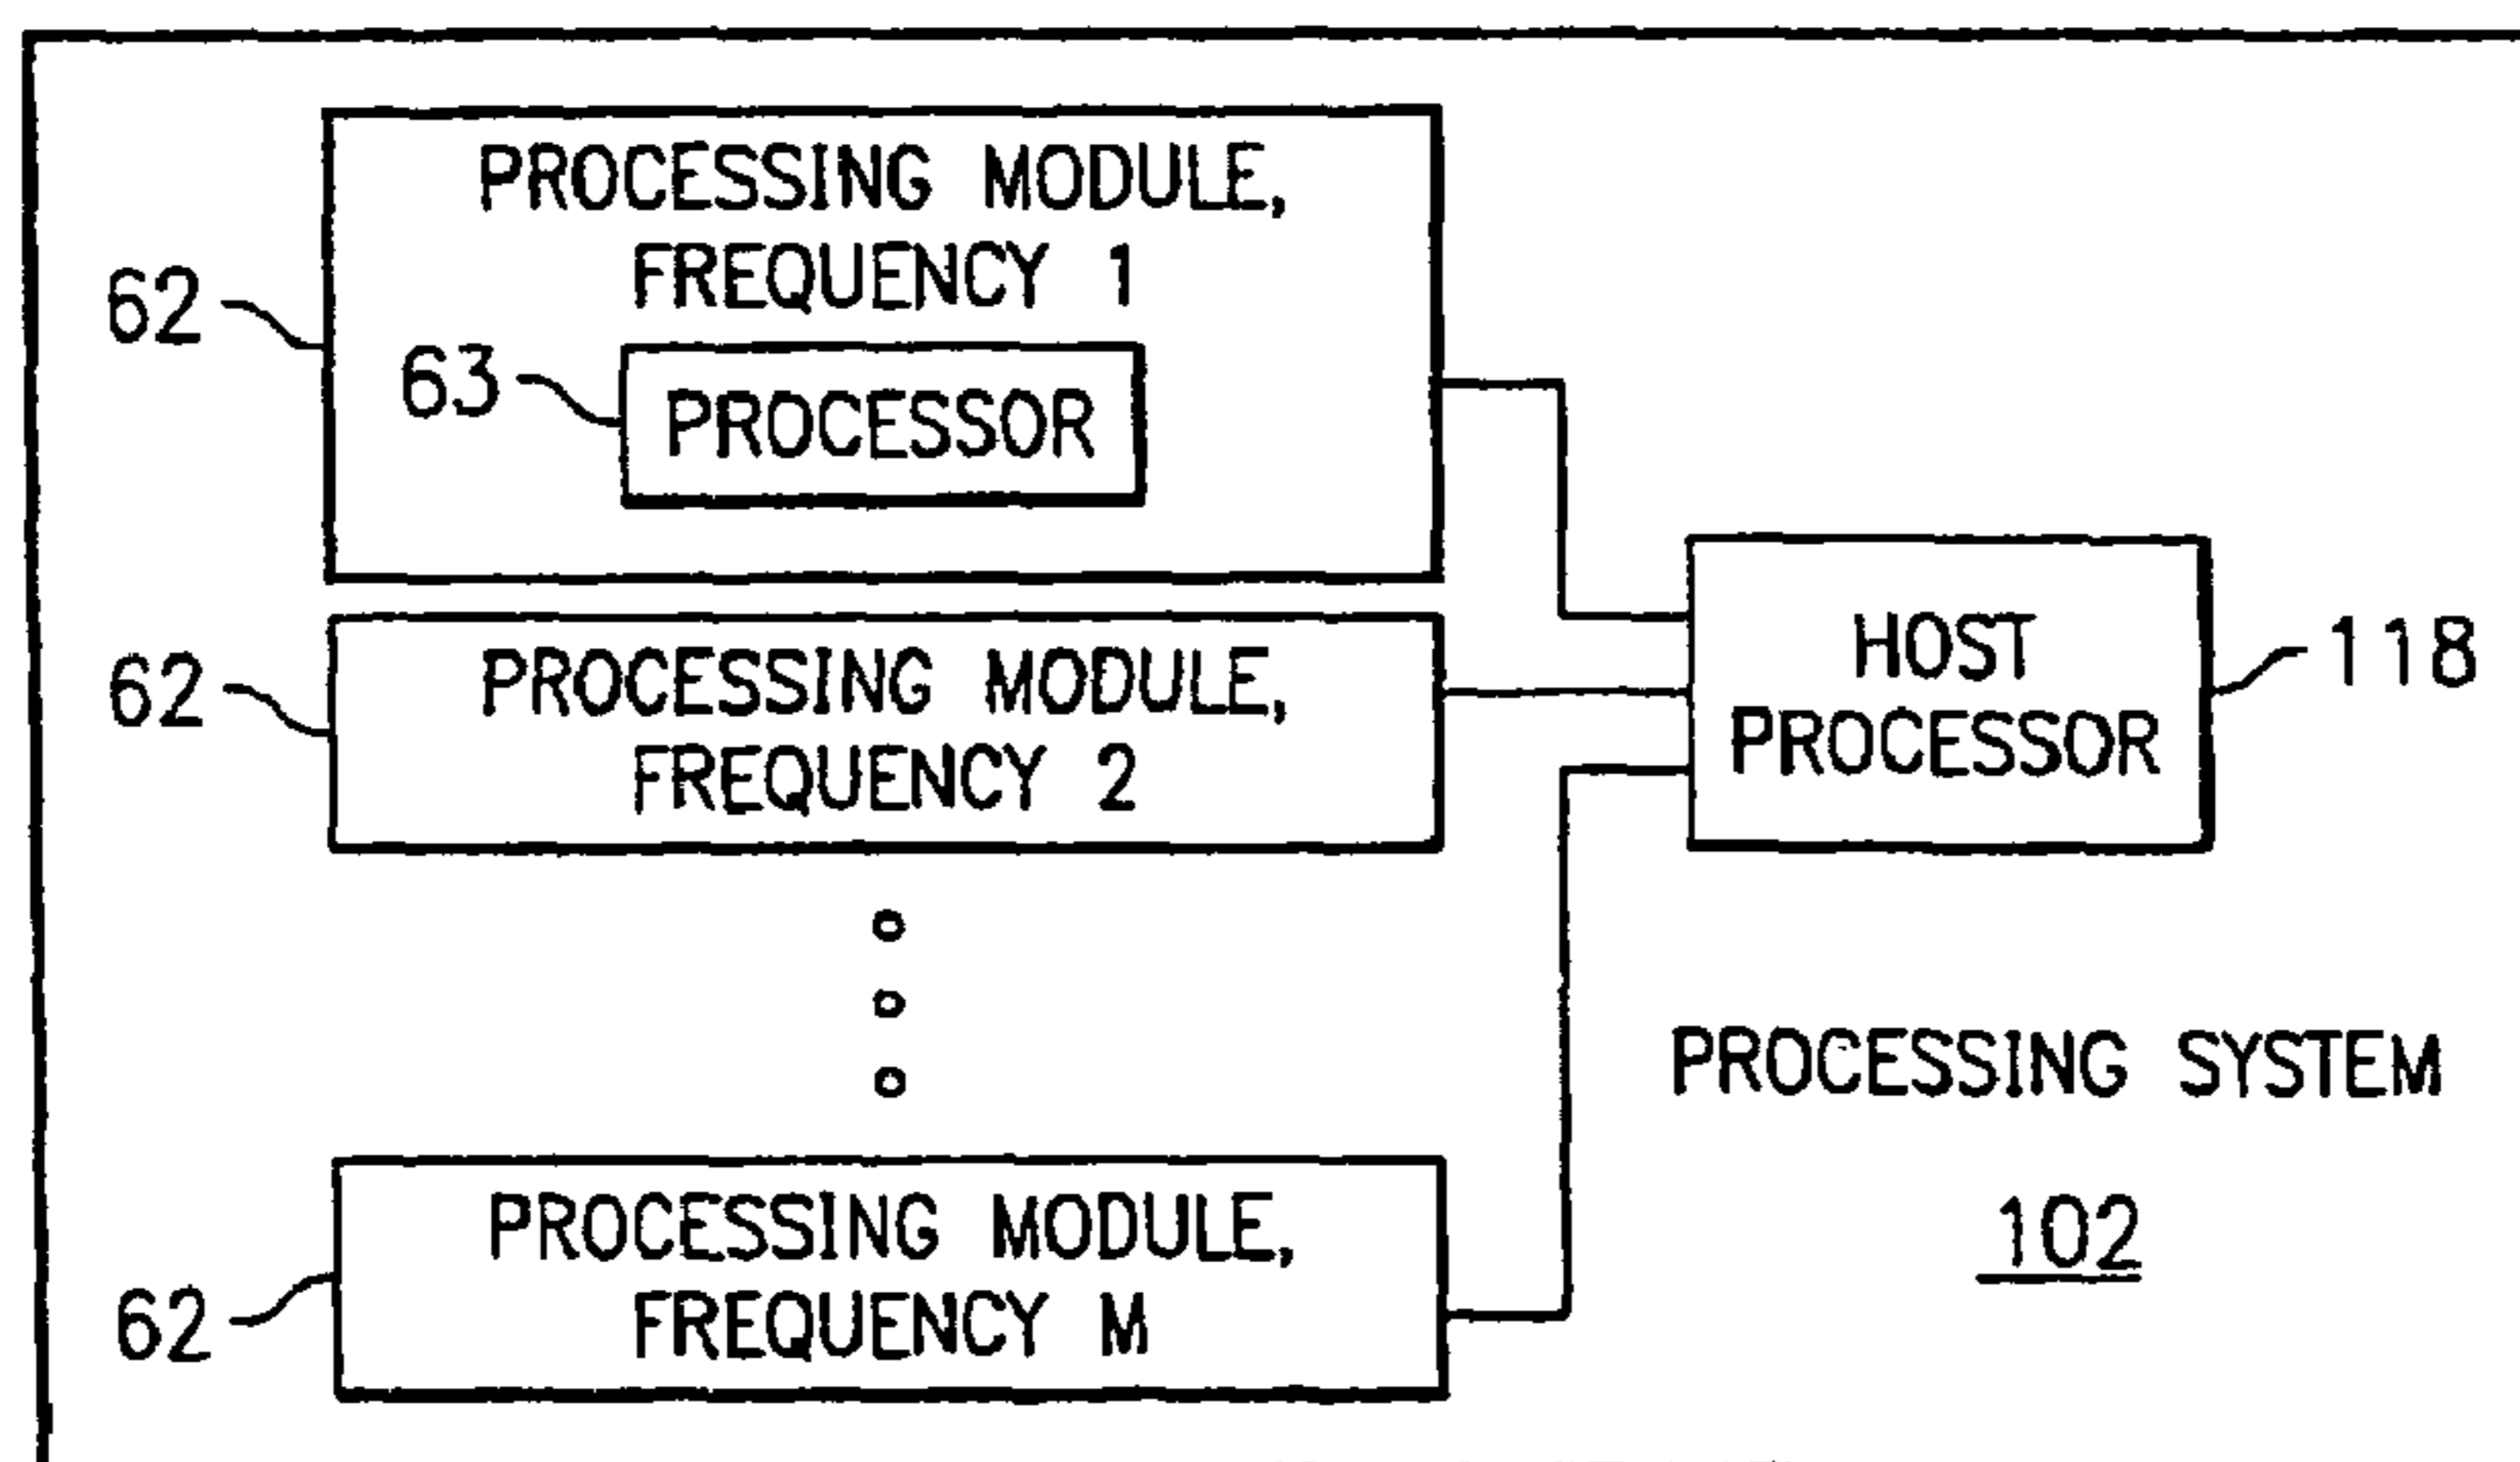 PROCESSING MODULE,
FREQUENCY 1
62
63
PROCESSOR
PROCESSING MODULE,
FREQUENCY 2
62
HOST
PROCESSOR
118
PROCESSING SYSTEM
102
PROCESSING MODULE,
FREQUENCY M
62